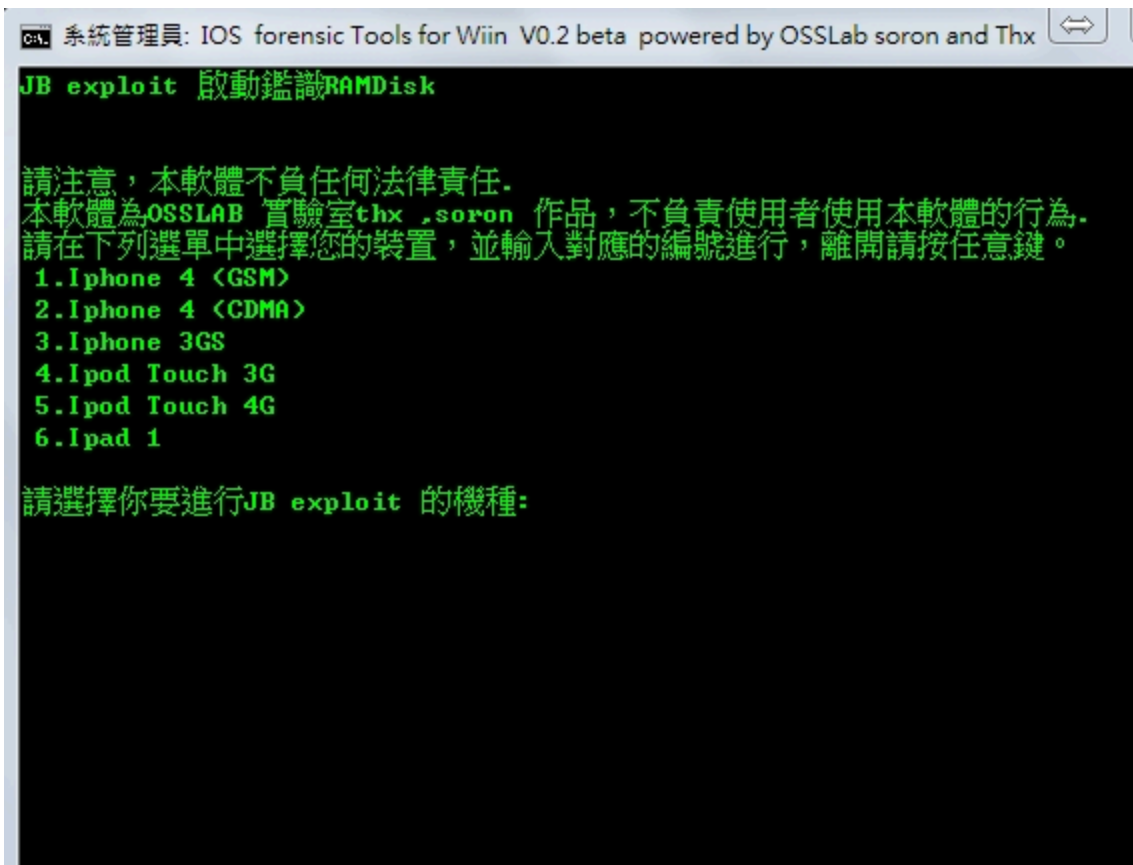 系統管理員: IOS forensic Tools for Wiin V0.2 beta powered by OSSLab soron and Thx
JB exploit 啟動鑑識RAMDisk
請注意，本軟體不負任何法律責任.
本軟體為OSSLAB 實驗室thx ,soron 作品，不負責使用者使用本軟體的行為.
請在下列選單中選擇您的裝置，並輸入對應的編號進行，離開請按任意鍵。
1.Iphone 4 (GSM)
2.Iphone 4 (CDMA)
3.Iphone 3GS
4.Ipod Touch 3G
5.Ipod Touch 4G
6.Ipad 1
請選擇你要進行JB exploit 的機種: